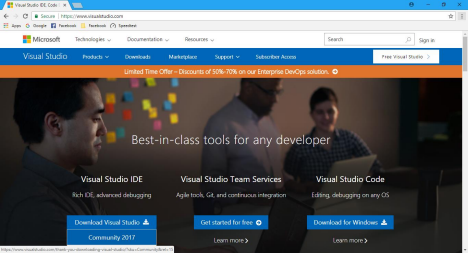 Visual Studio IDE, Code
Secure https://www.visualstudio.com
Apps Google Facebook Facebook Speedtest
Microsoft Technologies Documentation Resources Search Sign in
Visual Studio Products Downloads Marketplace Support Subscriber Access Free Visual Studio
Limited Time Offer – Discounts of 50%-70% on our Enterprise DevOps solution.
Best-in-class tools for any developer
Visual Studio IDE Visual Studio Team Services Visual Studio Code
Rich IDE, advanced debugging Agile tools, Git, and continuous integration Editing, debugging on any OS
Download Visual Studio Get started for free Download for Windows
Community 2017
Learn more Learn more